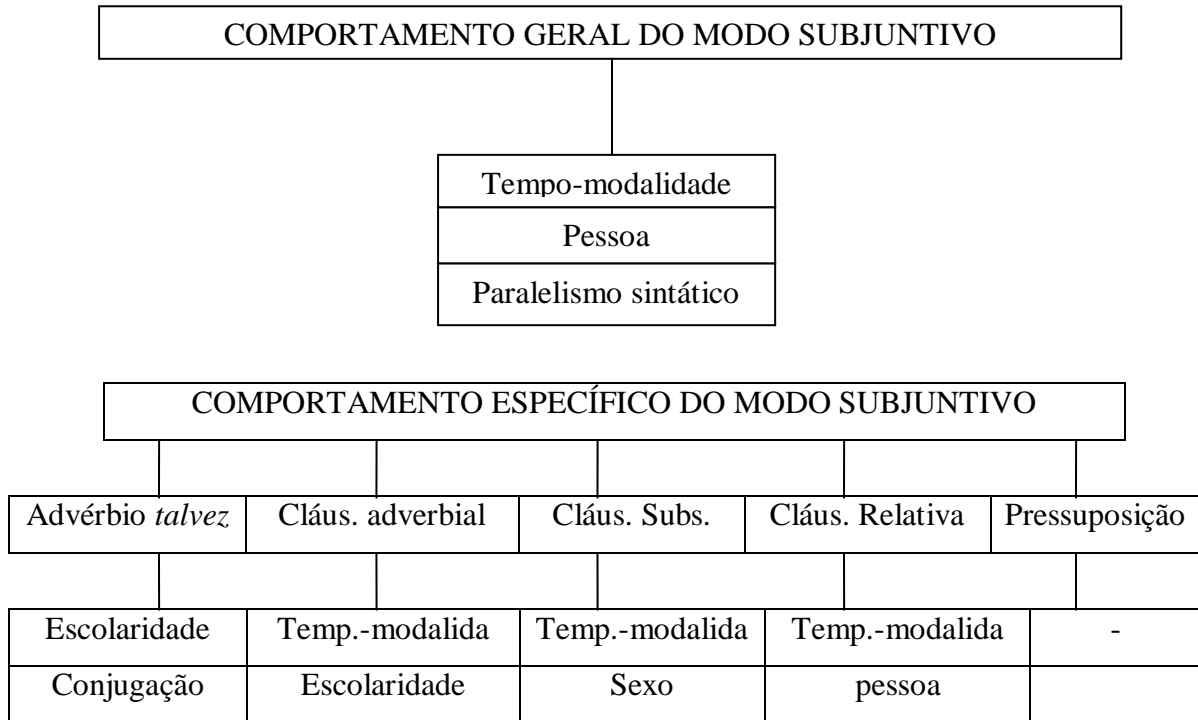 COMPORTAMENTO GERAL DO MODO SUBJUNTIVO
Tempo-modalidade
Pessoa
Paralelismo sintático
COMPORTAMENTO ESPECÍFICO DO MODO SUBJUNTIVO
Advérbio talvez Cláus. adverbial Cláus. Subs. Cláus. Relativa Pressuposição
Escolaridade Temp.-modalida Temp.-modalida Temp.-modalida -
Conjugação Escolaridade Sexo pessoa